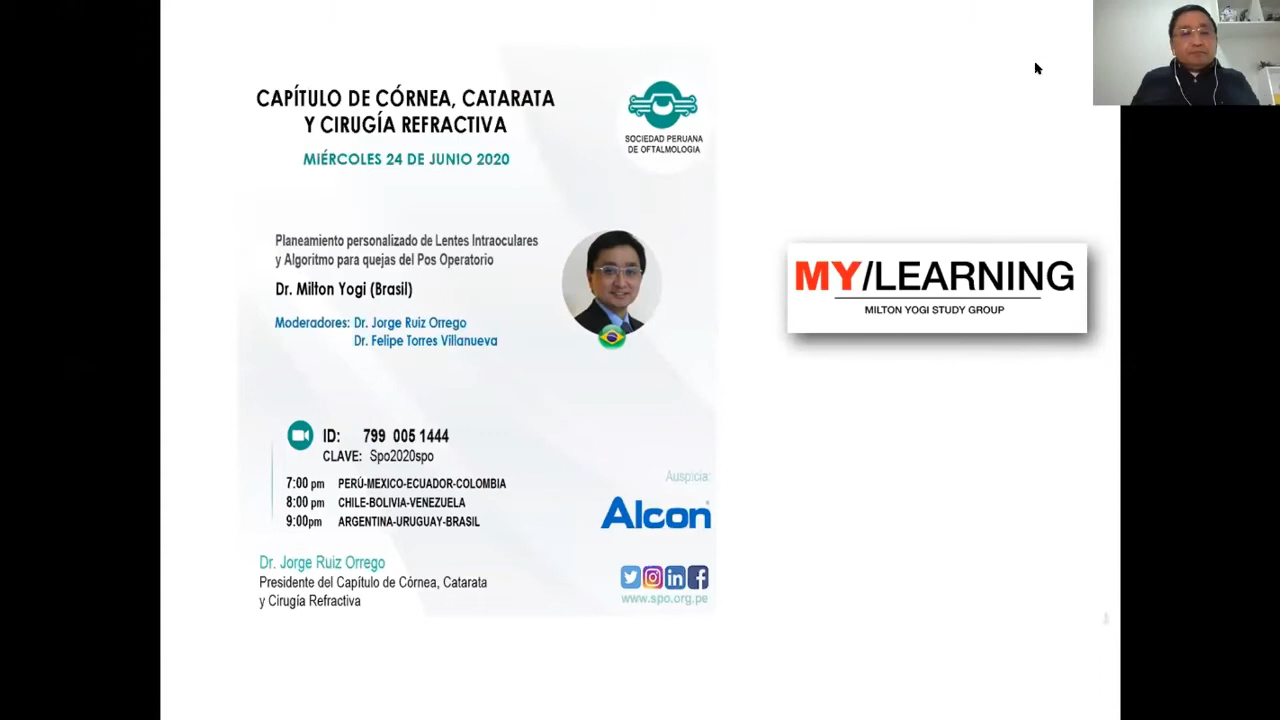 CAPÍTULO DE CÓRNEA, CATARATA
Y CIRUGÍA REFRACTIVA
MIÉRCOLES 24 DE JUNIO 2020
SOCIEDAD PERUANA
DE OFTALMOLOGIA
Planeamiento personalizado de Lentes Intraoculares
y Algoritmo para quejas del Pos Operatorio
Dr. Milton Yogi (Brasil)
Moderadores: Dr. Jorge Ruiz Orrego
Dr. Felipe Torres Villanueva
MY/LEARNING
MILTON YOGI STUDY GROUP
ID: 799 005 1444
CLAVE: Spo2020spo
7:00 pm PERÚ-MEXICO-ECUADOR-COLOMBIA
8:00 pm CHILE-BOLIVIA-VENEZUELA
9:00pm ARGENTINA-URUGUAY-BRASIL
Auspicia:
Alcon
Dr. Jorge Ruiz Orrego
Presidente del Capítulo de Córnea, Catarata
y Cirugía Refractiva
www.spo.org.pe